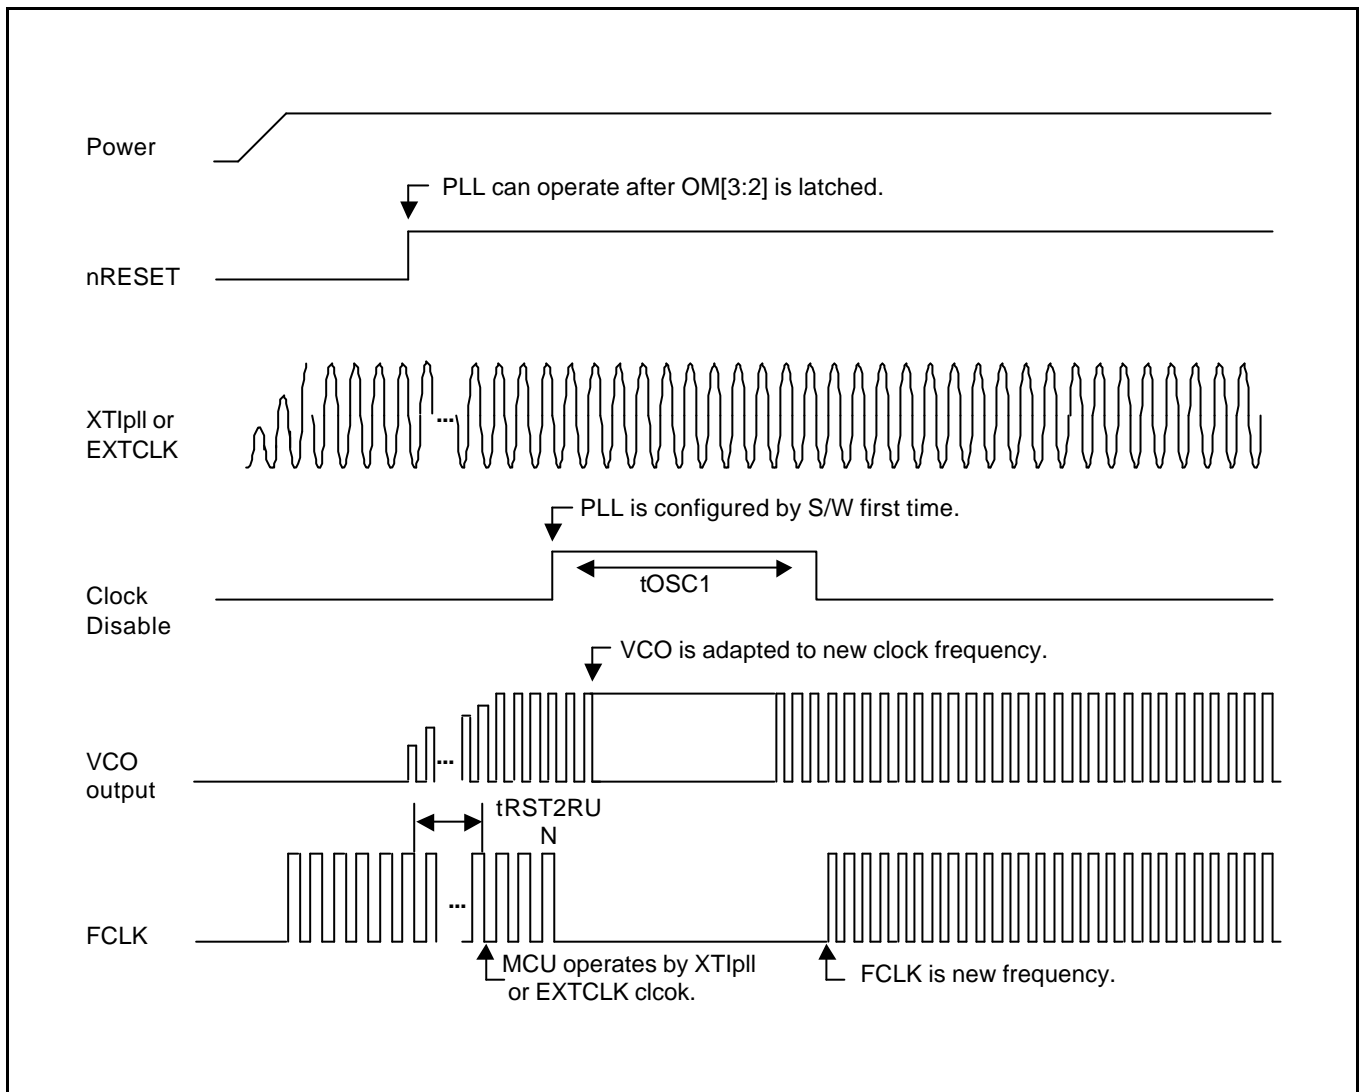 Power
PLL can operate after OM[3:2] is latched.
nRESET
XTIpll or
EXTCLK
...
PLL is configured by S/W first time.
tOSC1
Clock
Disable
VCO is adapted to new clock frequency.
...
VCO
output
tRST2RU
N
...
FCLK
MCU operates by XTIpll
or EXTCLK clcok.
FCLK is new frequency.